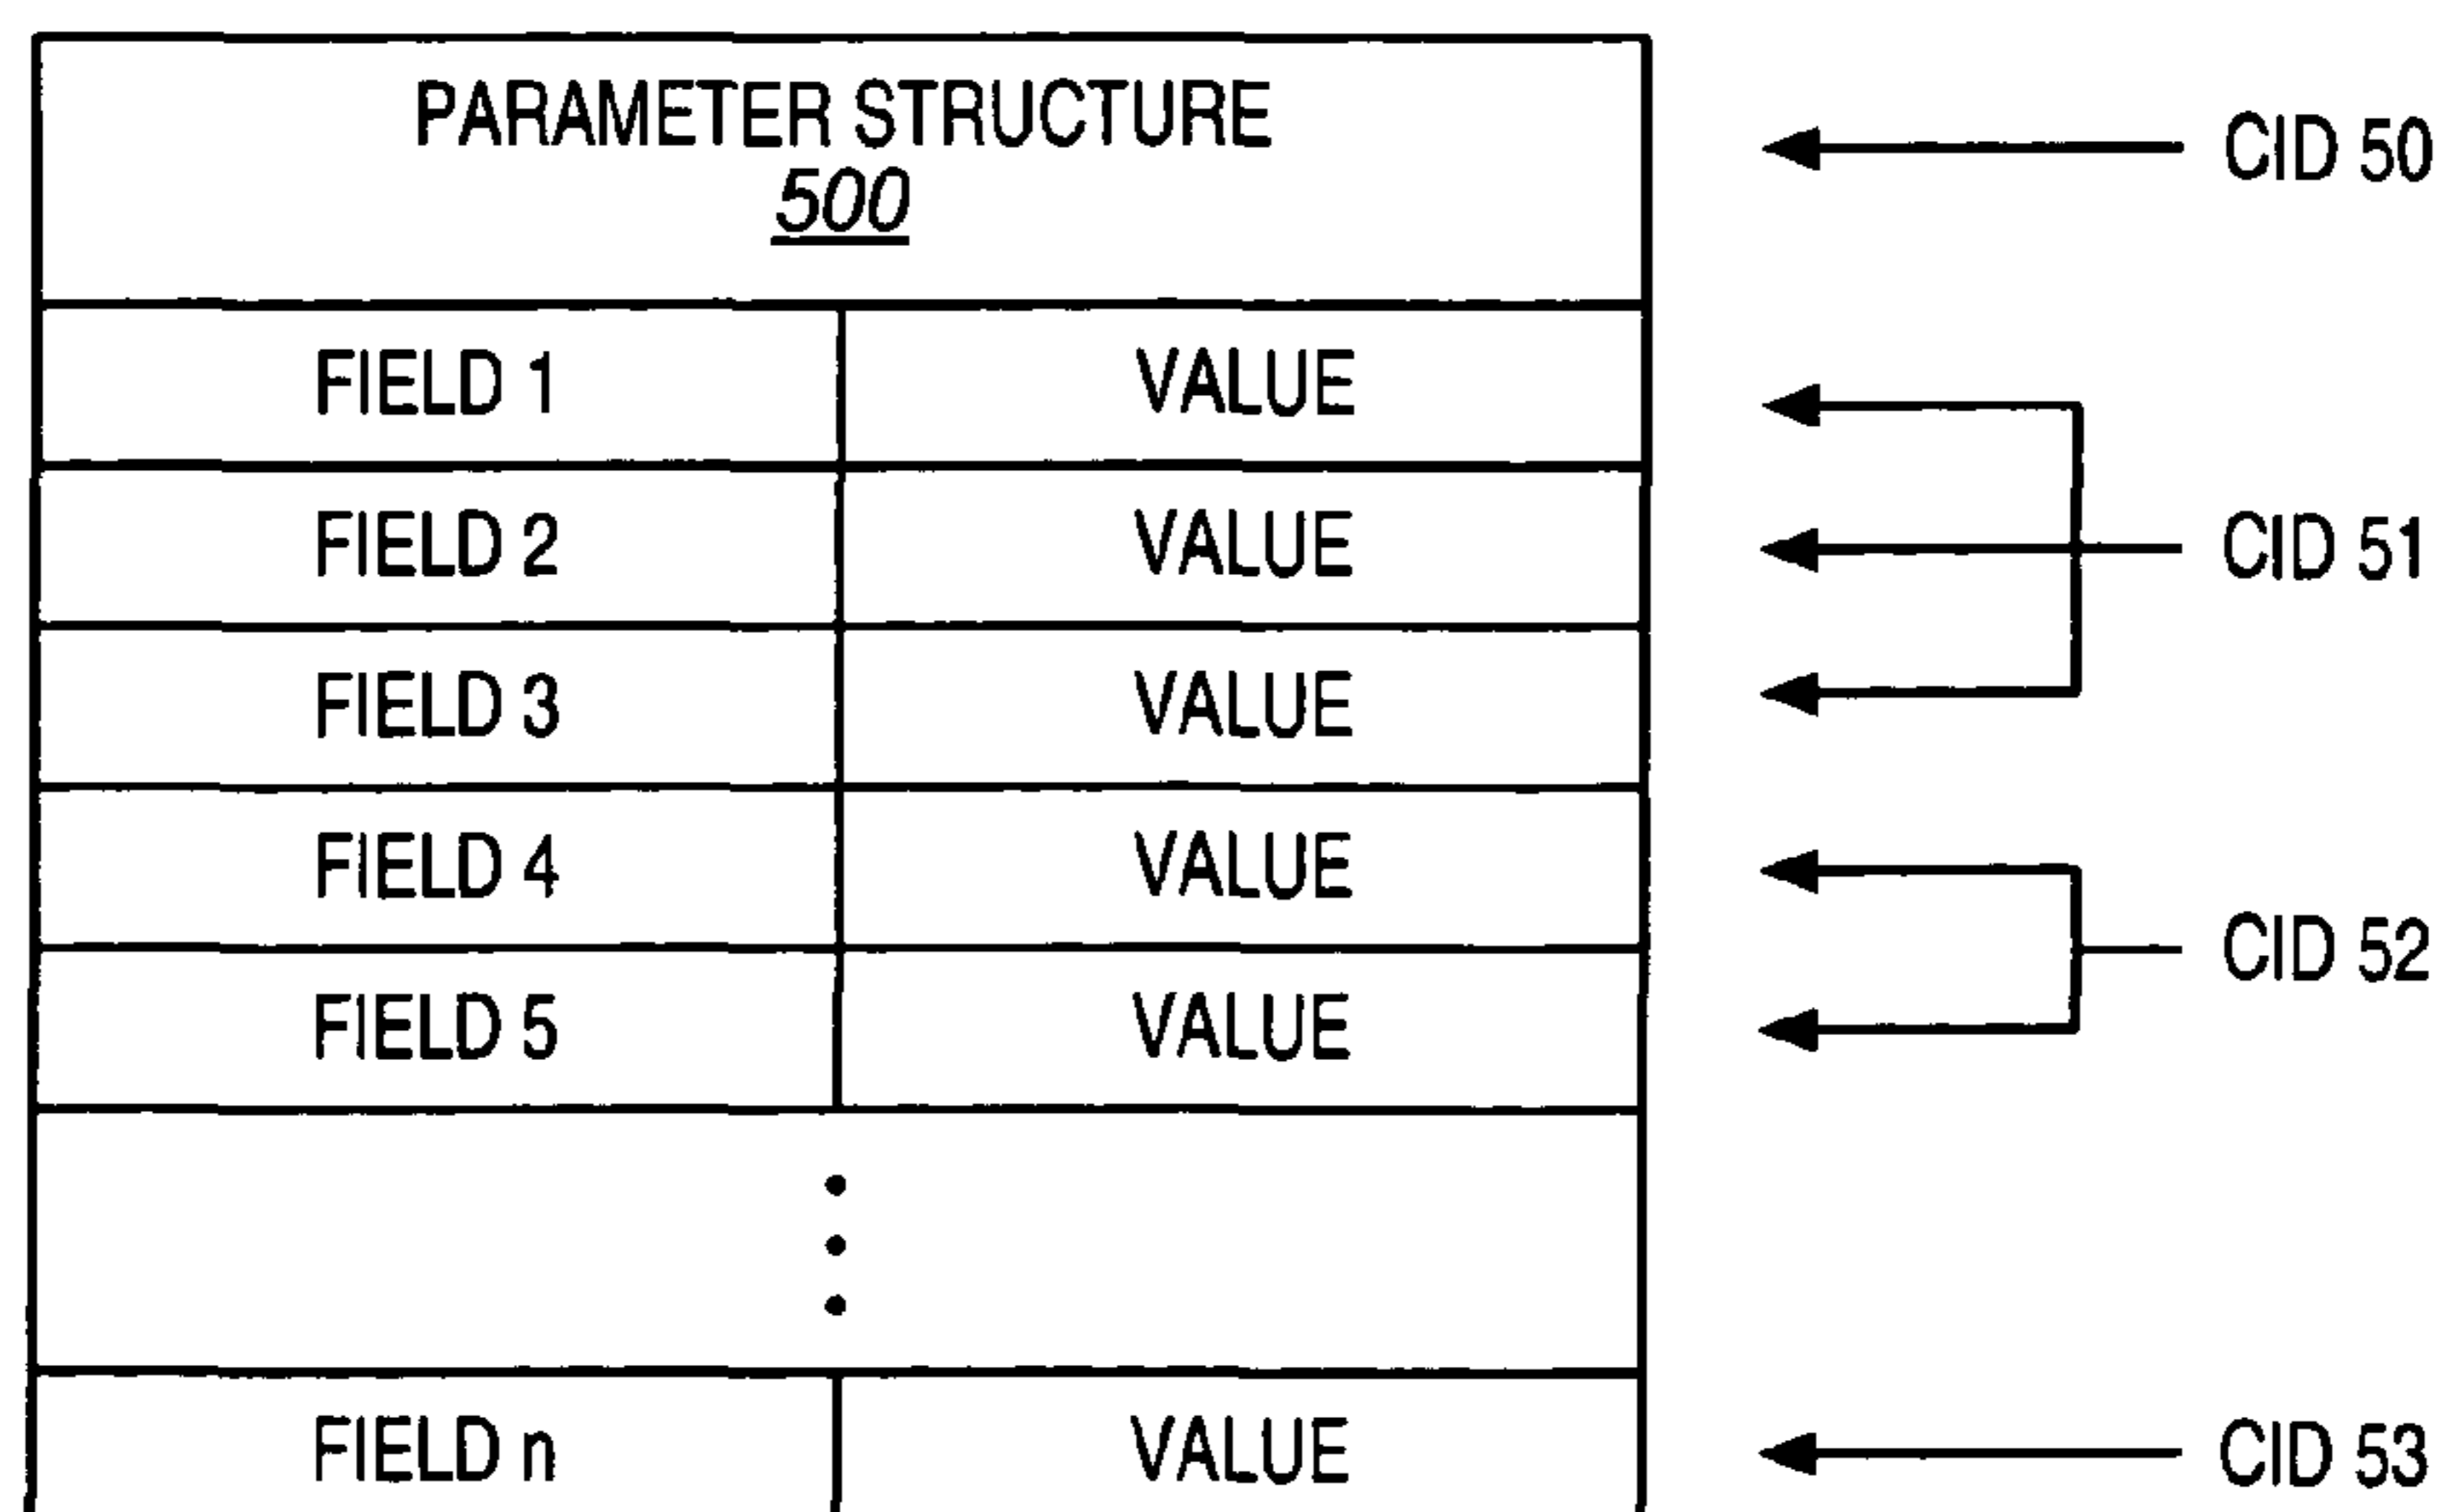 PARAMETER STRUCTURE
500
CID 50
FIELD 1 VALUE
FIELD 2 VALUE
CID 51
FIELD 3 VALUE
FIELD 4 VALUE
CID 52
FIELD 5 VALUE
FIELD n VALUE
CID 53